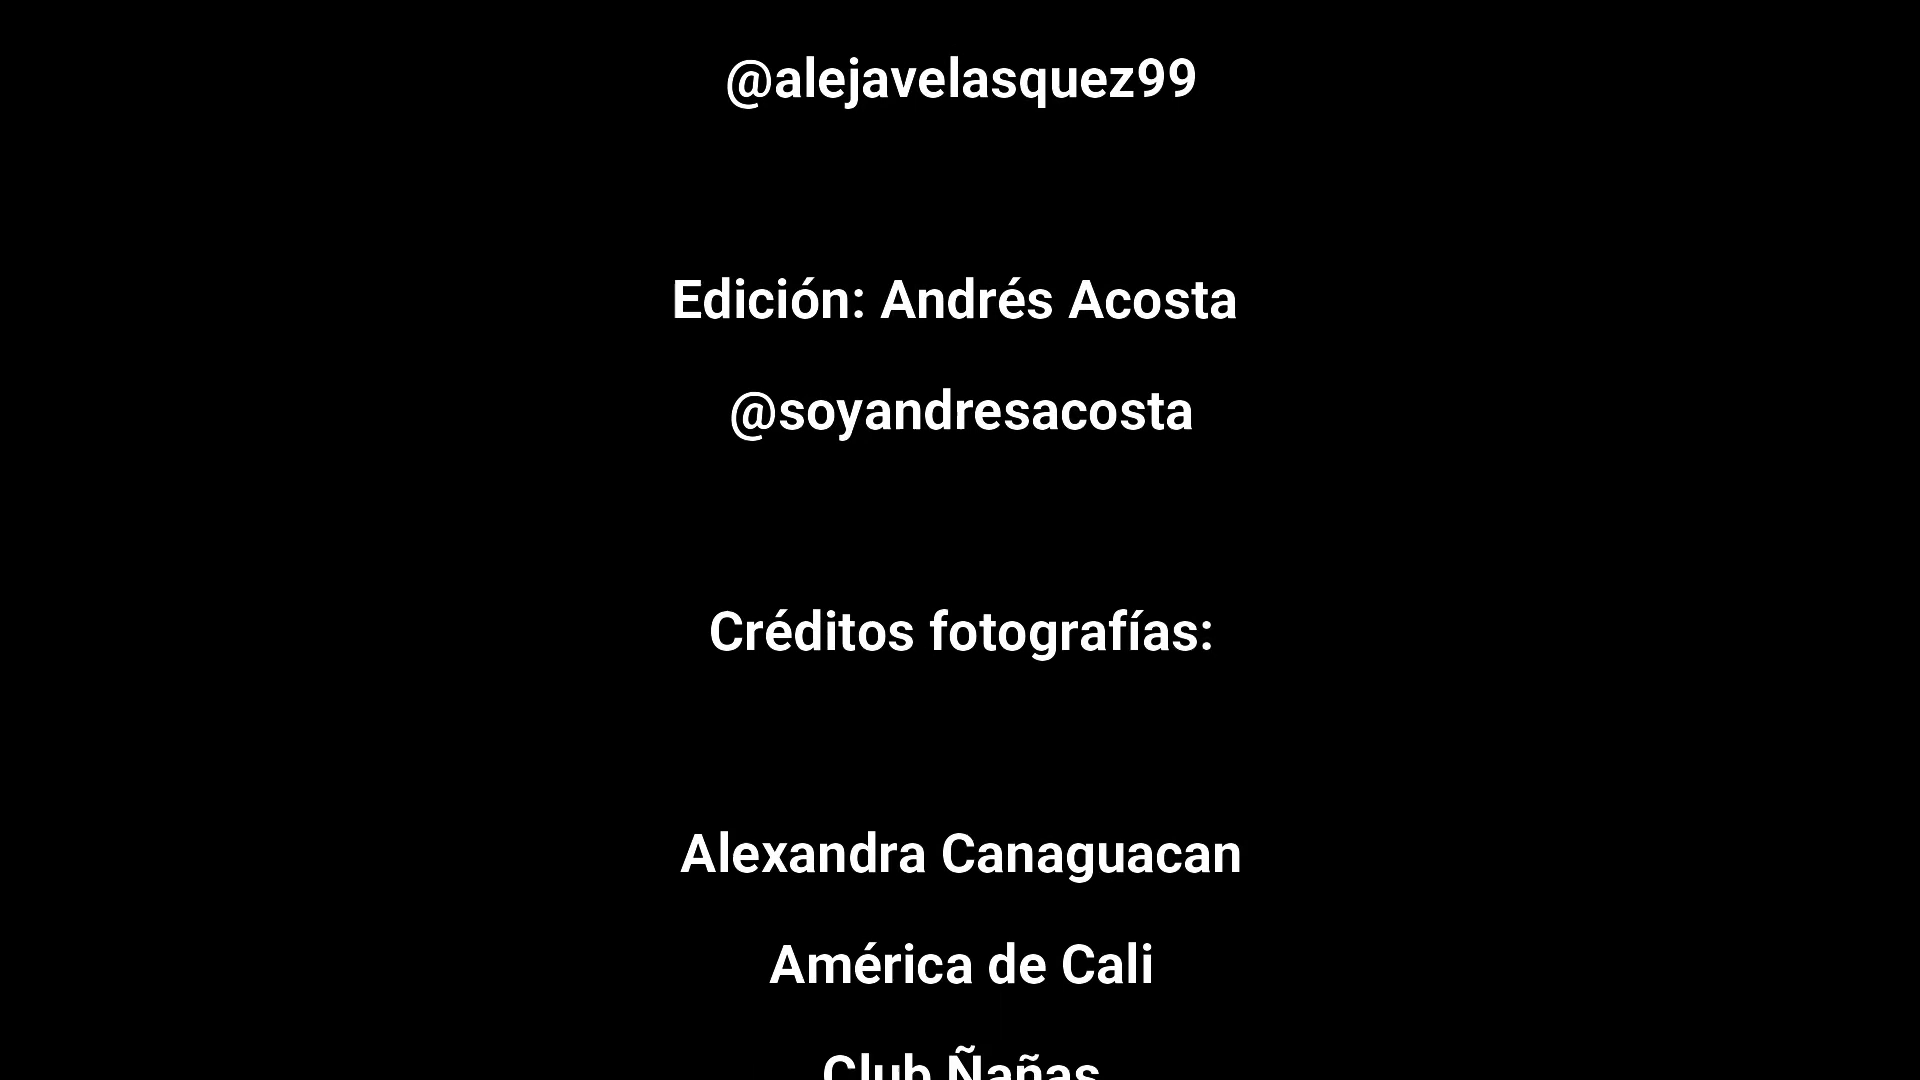 @alejavelasquez99
Edición: Andrés Acosta
@soyandresacosta
Créditos fotografías:
Alexandra Canaguacan
América de Cali
Club Ñañas